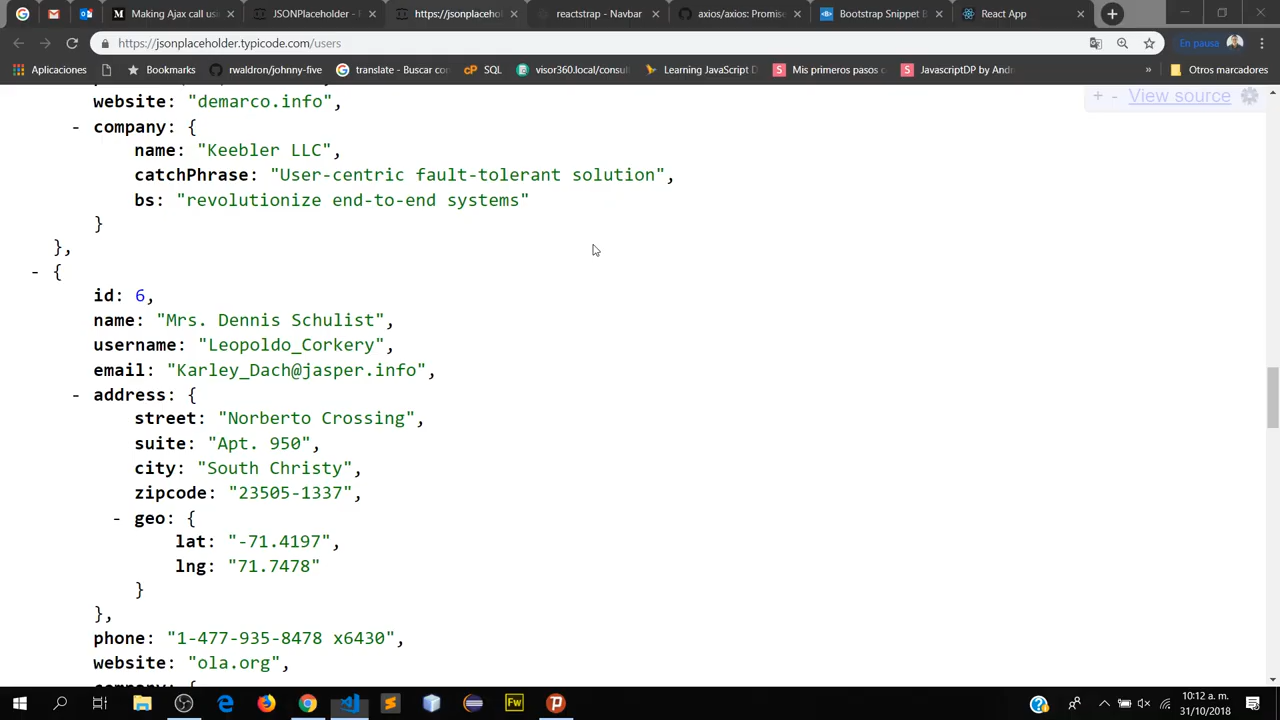 Making Ajax call usin
JSONPlaceholder - F
https://jsonplaceho
reactstrap - Navbar
axios/axios: Promise
Bootstrap Snippet B
React App
https://jsonplaceholder.typicode.com/users
En pausa
Aplicaciones
Bookmarks
rwaldron/johnny-five
translate - Buscar co
SQL
visor360.local/consul
Learning JavaScript D
Mis primeros pasos c
JavascriptDP by Andr
»
Otros marcadores
+ - View source
website: "demarco.info",
- company: {
name: "Keebler LLC",
catchPhrase: "User-centric fault-tolerant solution",
bs: "revolutionize end-to-end systems"
}
},
- {
id: 6,
name: "Mrs. Dennis Schulist",
username: "Leopoldo_Corkery",
email: "Karley_Dach@jasper.info",
- address: {
street: "Norberto Crossing",
suite: "Apt. 950",
city: "South Christy",
zipcode: "23505-1337",
- geo: {
lat: "-71.4197",
lng: "71.7478"
}
},
phone: "1-477-935-8478 x6430",
website: "ola.org",
company: {
Fw
10:12 a. m.
31/10/2018